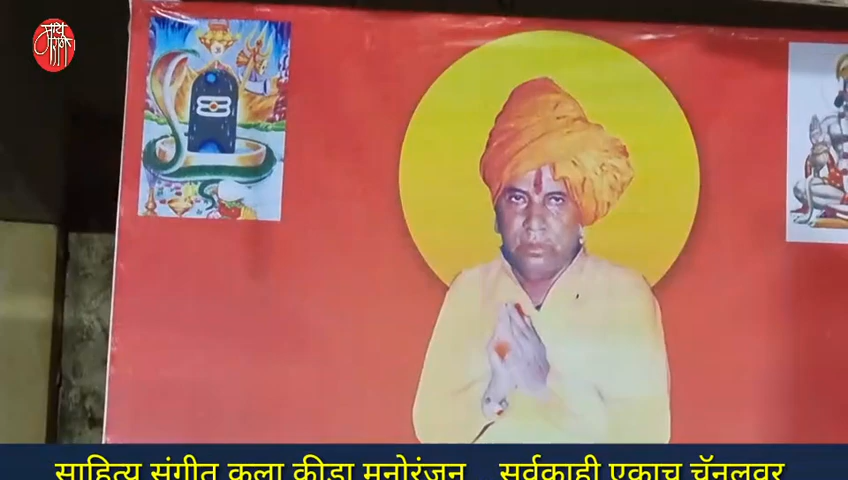 साहित्य संगीत कला क्रीडा मनोरंजन सर्वकाही एकाच चॅनलवर